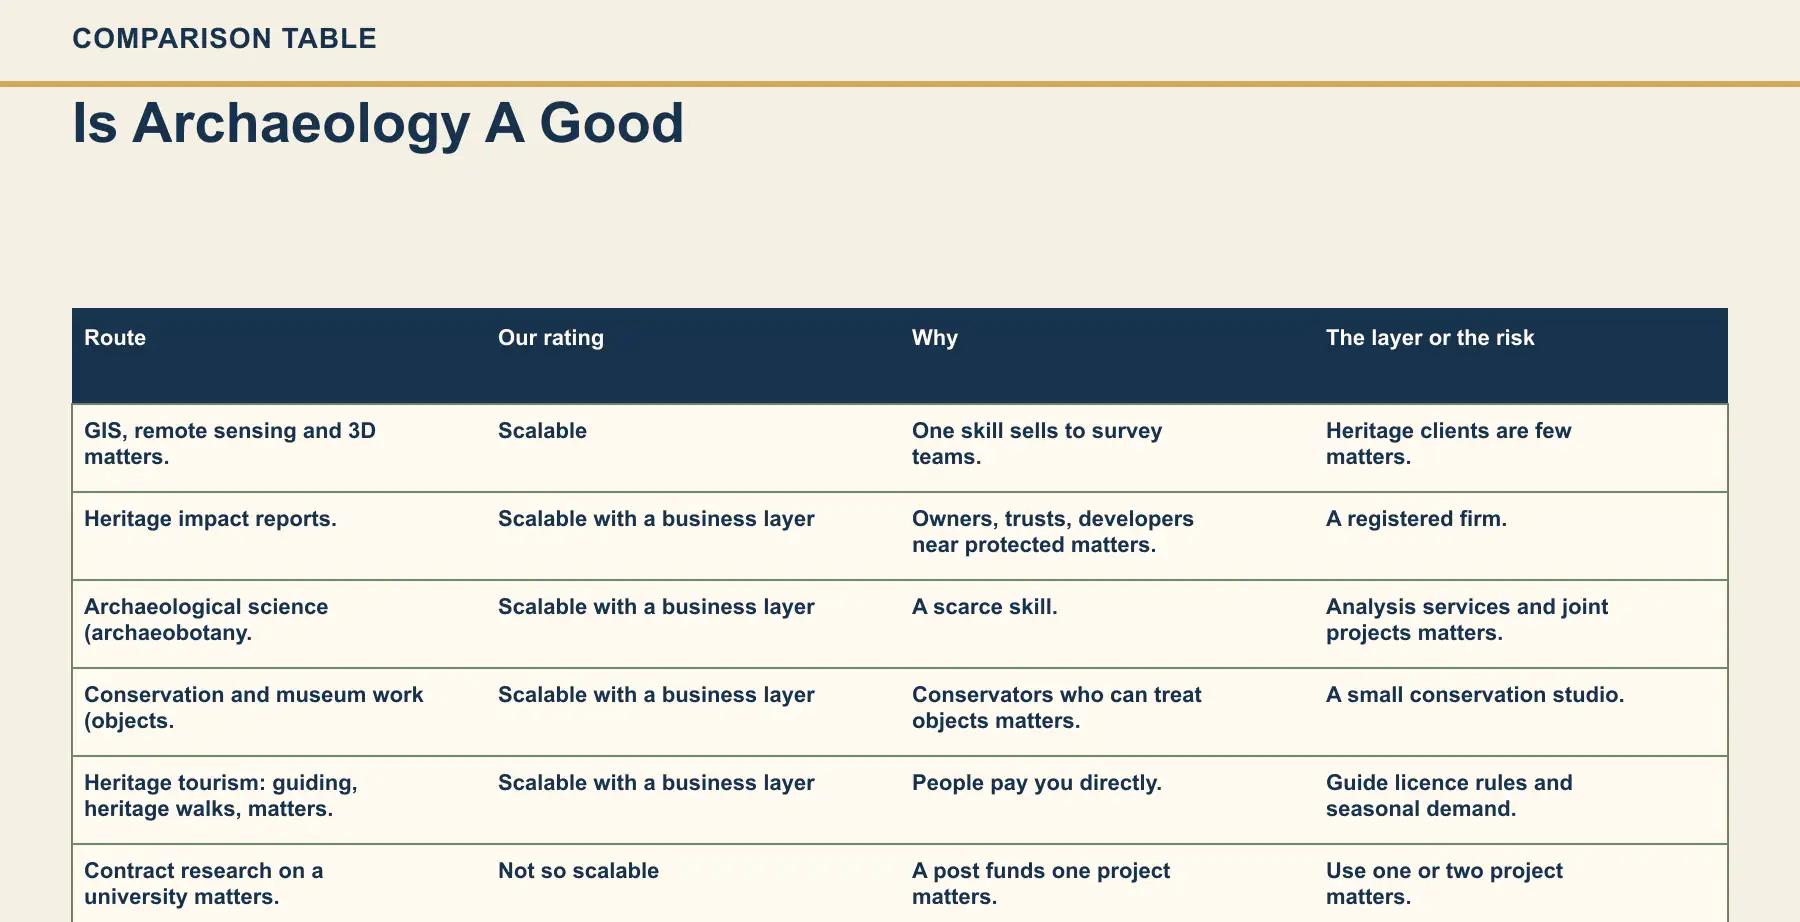 COMPARISON TABLE
Is Archaeology A Good
Route
Our rating
Why
The layer or the risk
GIS, remote sensing and 3D
matters.
Scalable
One skill sells to survey
teams.
Heritage clients are few
matters.
Heritage impact reports.
Scalable with a business layer
Owners, trusts, developers
near protected matters.
A registered firm.
Archaeological science
(archaeobotany.
Scalable with a business layer
A scarce skill.
Analysis services and joint
projects matters.
Conservation and museum work
(objects.
Scalable with a business layer
Conservators who can treat
objects matters.
A small conservation studio.
Heritage tourism: guiding,
heritage walks, matters.
Scalable with a business layer
People pay you directly.
Guide licence rules and
seasonal demand.
Contract research on a
university matters.
Not so scalable
A post funds one project
matters.
Use one or two project
matters.